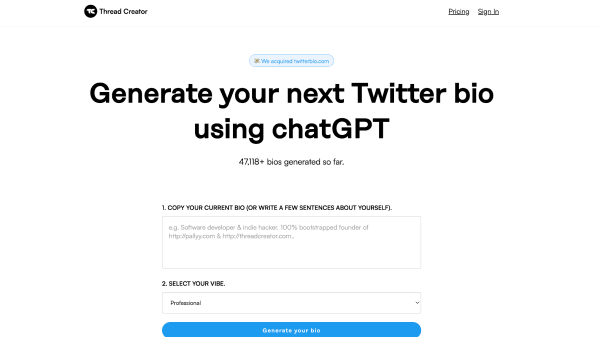 Thread Creator
Pricing
Sign In
We acquired twitterbio.com
Generate your next Twitter bio
using chatGPT
47,118+ bios generated so far.
1. COPY YOUR CURRENT BIO (OR WRITE A FEW SENTENCES ABOUT YOURSELF).
e.g. Software developer & indie hacker. 100% bootstrapped founder of
http://pallyy.com & http://threadcreator.com..
2. SELECT YOUR VIBE.
Professional
Generate your bio